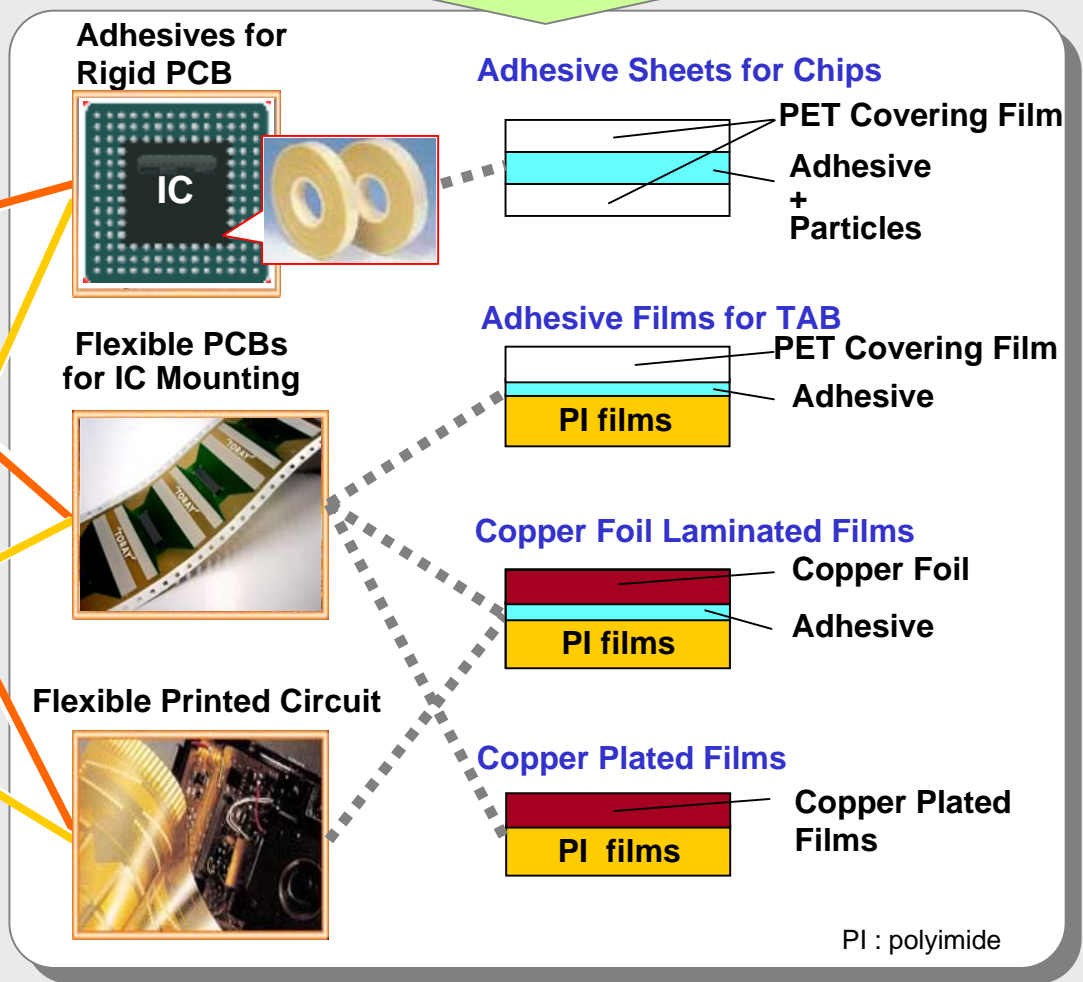 Adhesives for
Rigid PCB
IC
Adhesive Sheets for Chips
PET Covering Film
Adhesive
+
Particles
Flexible PCBs
for IC Mounting
TORAY
TORAY
TORAY
Adhesive Films for TAB
PET Covering Film
Adhesive
PI films
Copper Foil Laminated Films
Copper Foil
Adhesive
PI films
Flexible Printed Circuit
Copper Plated Films
Copper Plated
Films
PI films
PI : polyimide